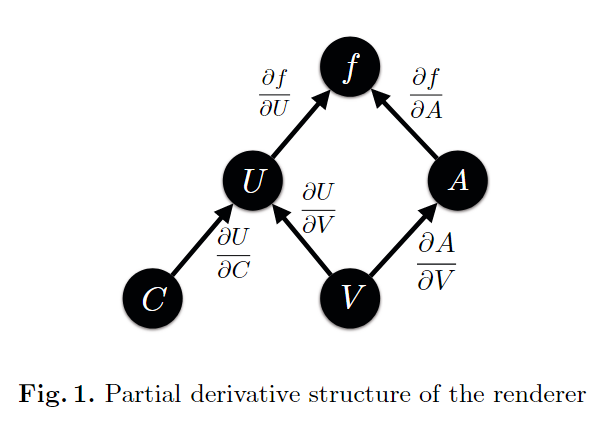 f
∂f
∂U
∂f
∂A
U
∂U
∂V
A
∂U
∂C
∂A
∂V
C
V
Fig. 1. Partial derivative structure of the renderer